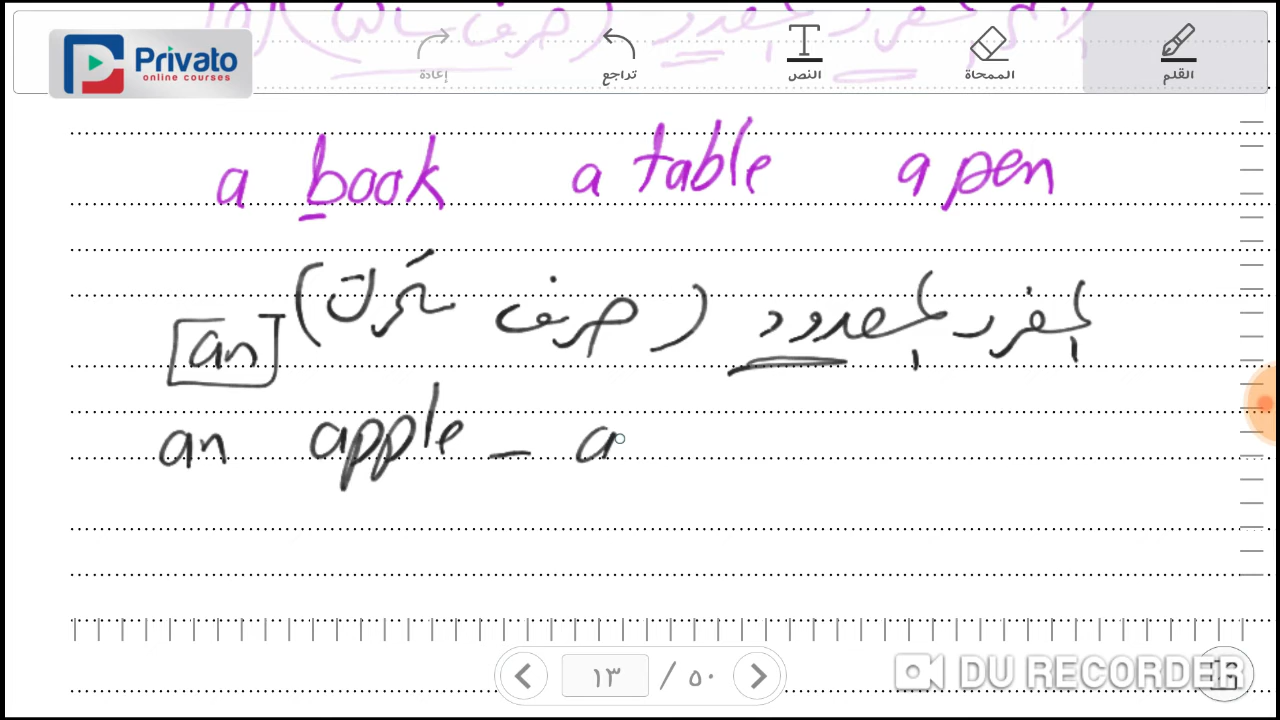 Privato
online courses
إعادة
تراجع
النص
الممحاة
القلم
a book a table a pen
المفرد المعدود (حرف متحرك) [an]
an apple - a
١٣ / ٥٠
DU RECORDER